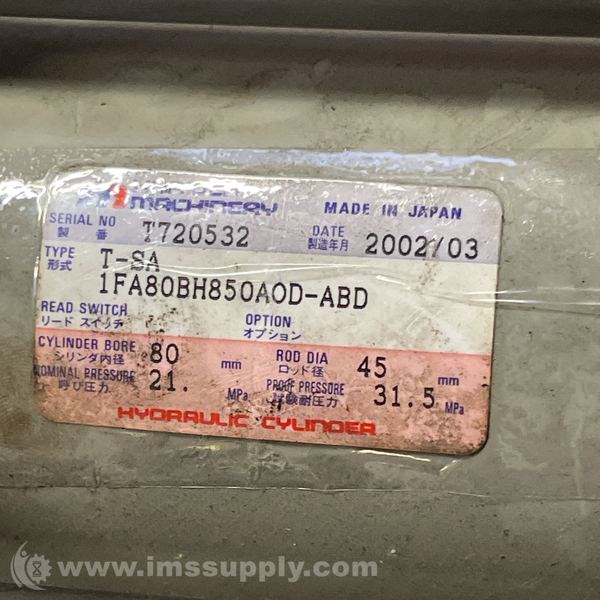 MACHINERY
MADE IN JAPAN
SERIAL NO 製番 T720532 DATE 製造年月 2002/03
TYPE 形式 T-SA
1FA80BH850AOD-ABD
READ SWITCH リード スイッチ OPTION オプション
CYLINDER BORE シリンダ内径 80 mm ROD DIA ロッド径 45 mm
NOMINAL PRESSURE 呼び圧力 21. MPa PROOF PRESSURE 試験耐圧力 31.5 MPa
HYDRAULIC CYLINDER
www.imssupply.com